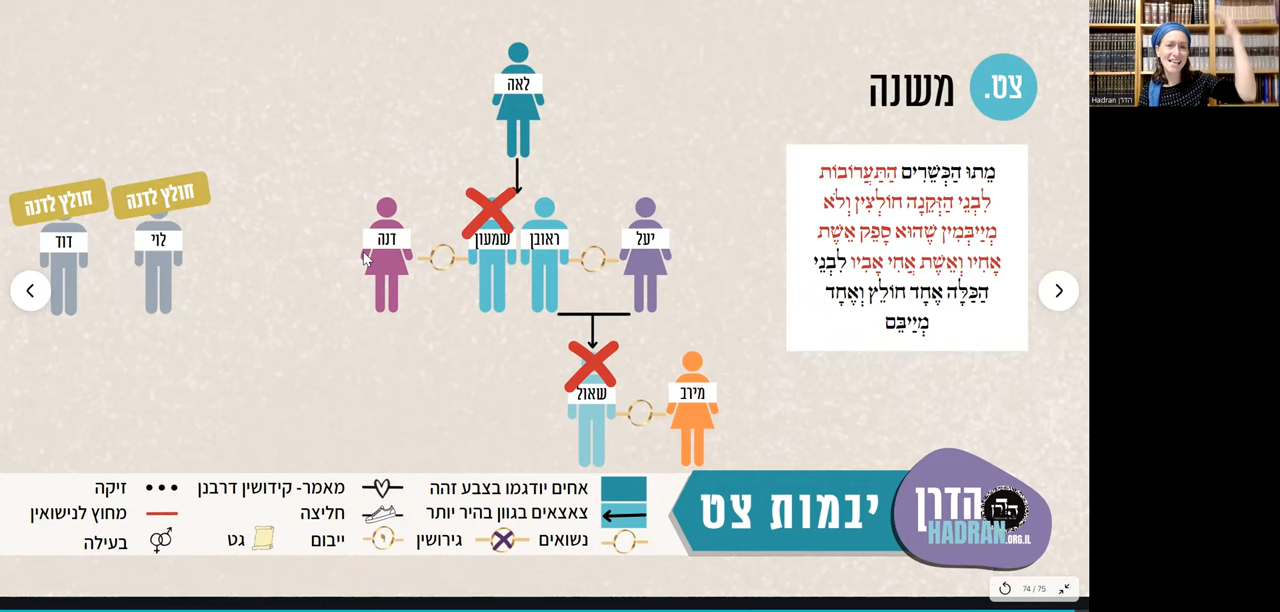 לאה
צט.
משנה
הדרן Hadran
מֵתוּ הַכְּשֵׁרִים הַתַּעֲרוֹבוֹת
לִבְנֵי הַזְּקֵנָה חוֹלְצִין וְלֹא
מְיַיבְּמִין שֶׁהוּא סְפֵק אֵשֶׁת
אָחִיו וְאֵשֶׁת אֲחִי אָבִיו לִבְנֵי
הַכַּלָּה אֶחָד חוֹלֵץ וְאֶחָד
מְיַיבֵּם
חולץ לדנה
חולץ לדנה
יעל
ראובן
שמעון
דנה
לוי
דוד
מירב
שאול
אחים יודגמו בצבע זהה
מאמר- קידושין דרבנן
זיקה
צאצאים בגוון בהיר יותר
חליצה
מחוץ לנישואין
נשואים
גירושין
ייבום
גט
בעילה
יבמות צט
הדרן
HADRAN.ORG.IL
74 / 75